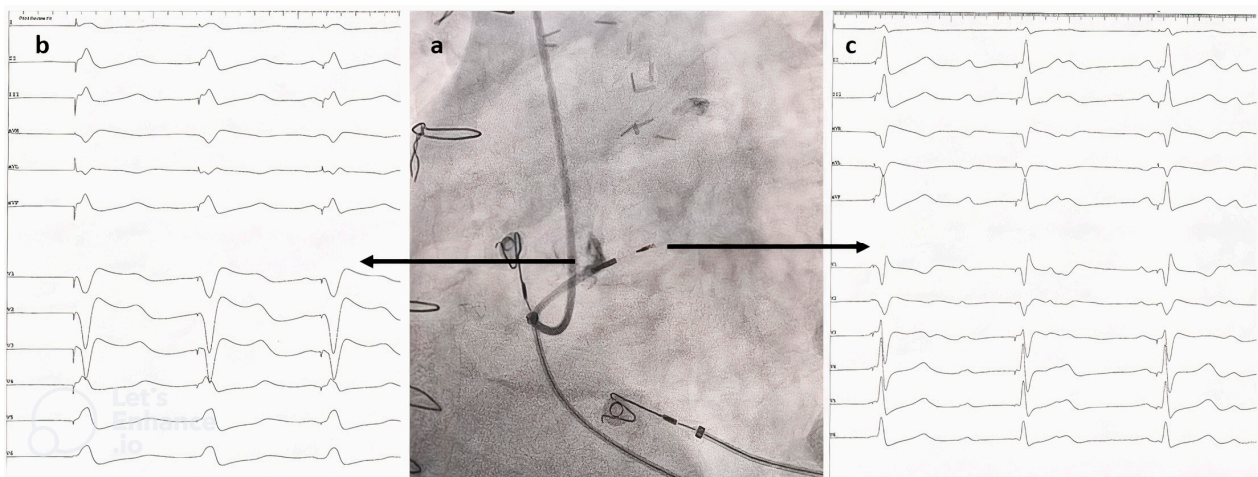 b
I
II
III
aVR
aVL
aVF
V1
V2
V3
V4
V5
V6
Let's
Enhance
.io
a
c
II
III
aVR
aVL
aVF
V1
V2
V3
V4
V5
V6